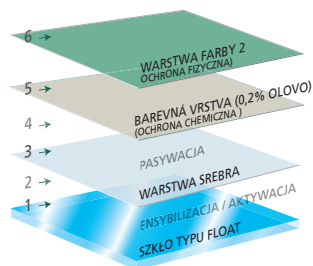 6 → WARSTWA FARBY 2
(OCHRONA FIZYCZNA)
5 → BAREVNÁ VRSTVA (0,2% OLOVO)
(OCHRONA CHEMICZNA )
4 →
3 → PASYWACJA
2 → WARSTWA SREBRA
1 → ENSYBILIZACJA / AKTYWACJA
SZKŁO TYPU FLOAT